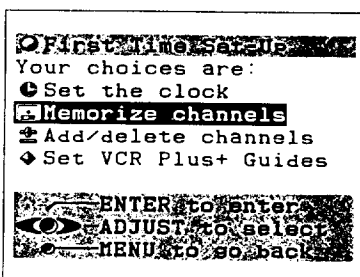 First Time Set-Up
Your choices are:
Set the clock
Memorize channels
Add/delete channels
Set VCR Plus+ Guides
ENTER to enter
ADJUST to select
MENU to go back